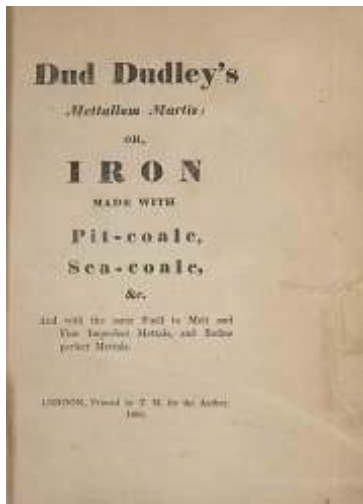 Dud Dudley's
Mettallum Martis:
OR,
IRON
MADE WITH
Pit-coale,
Sea-coale,
&c.
And with the same Fuell to Melt and
Fine Imperfect Mettals, and Refine
perfect Mettals.
LONDON, Printed by T. M. for the Author.